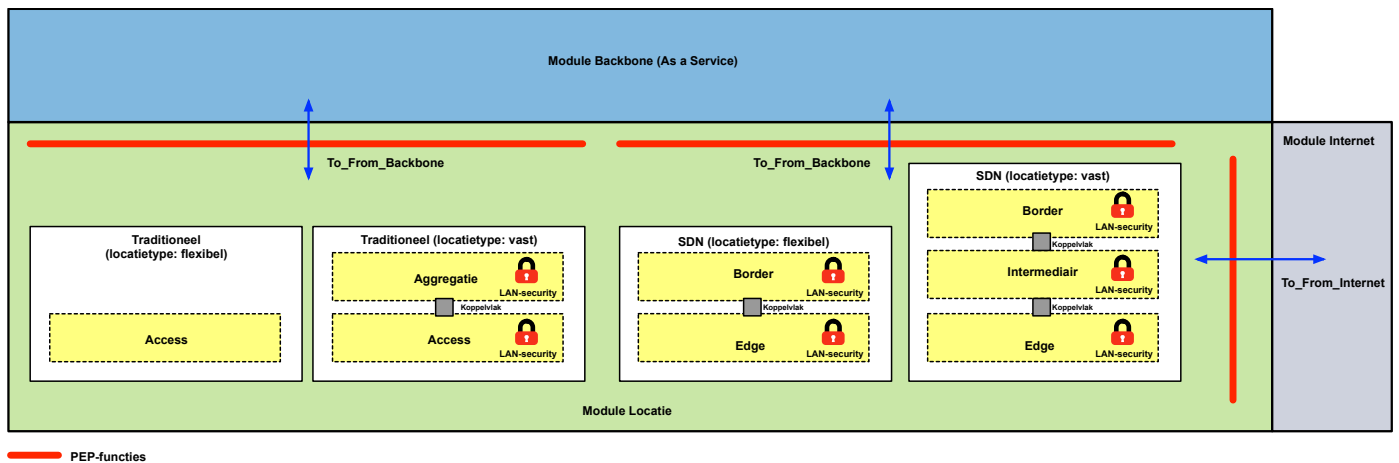 Module Backbone (As a Service)
Module Internet
To_From_Backbone
To_From_Backbone
To_From_Internet
Traditioneel
(locatietype: flexibel)
Access
Traditioneel (locatietype: vast)
Aggregatie
LAN-security
Koppelvlak
Access
LAN-security
SDN (locatietype: flexibel)
Border
LAN-security
Koppelvlak
Edge
LAN-security
SDN (locatietype: vast)
Border
LAN-security
Koppelvlak
Intermediair
LAN-security
Koppelvlak
Edge
LAN-security
Module Locatie
PEP-functies